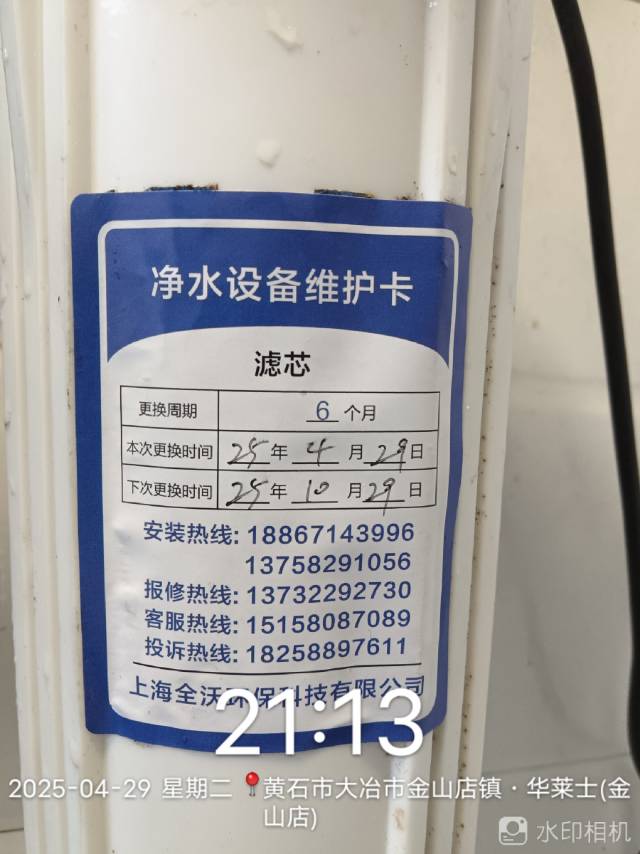 净水设备维护卡
滤芯
更换周期 6 个月
本次更换时间 25 年 4 月 29 日
下次更换时间 25 年 10 月 29 日
安装热线: 18867143996
13758291056
报修热线: 13732292730
客服热线: 15158087089
投诉热线: 18258897611
上海全沃环保科技有限公司
21:13
2025-04-29 星期二 黄石市大冶市金山店镇·华莱士(金
山店)
水印相机